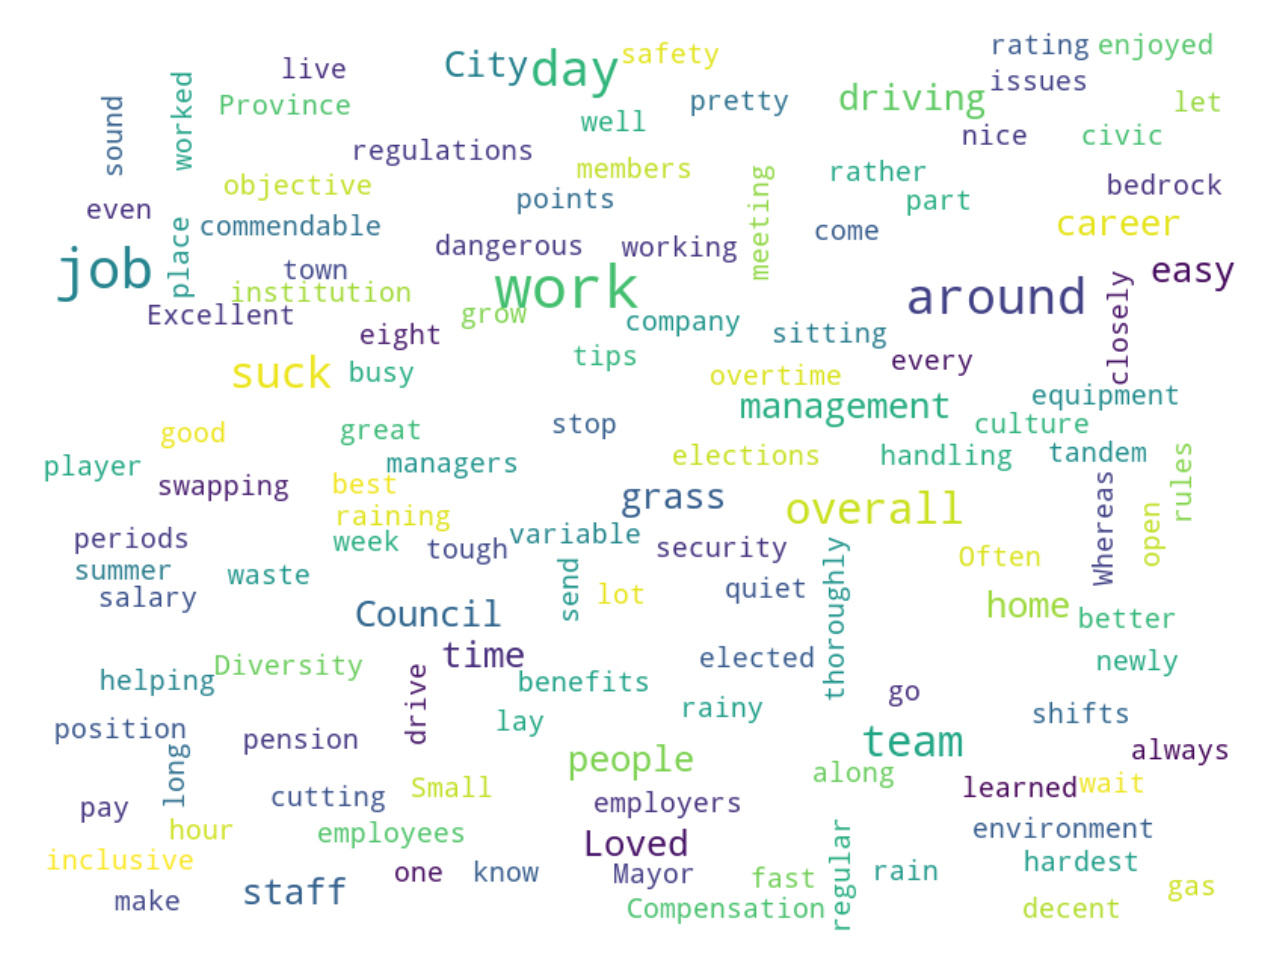 rating enjoyed
City day safety
live
issues
sound
worked
Province
pretty
driving
let
well
nice
civic
regulations
members
rather
objective
points
meeting
part
bedrock
even
commendable
come
career
place
dangerous
working
job
town
work
around
closely
easy
institution
Excellent
grow
company
eight
sitting
tips
every
suck
busy
overtime
management
equipment
good
great
stop
culture
player
managers
elections
handling
tandem
rules
swapping
best
grass
overall
Whereas
open
raining
periods
week
tough
variable
security
thoroughly
Often
summer
waste
send
lot
quiet
salary
Council
home
better
time
elected
newly
helping
Diversity
drive
benefits
go
position
lay
rainy
shifts
pension
long
team
always
people
along
pay
cutting
Small
employers
learned
wait
hour
employees
Loved
environment
inclusive
one
know
Mayor
fast
regular
rain
hardest
make
staff
Compensation
decent
gas